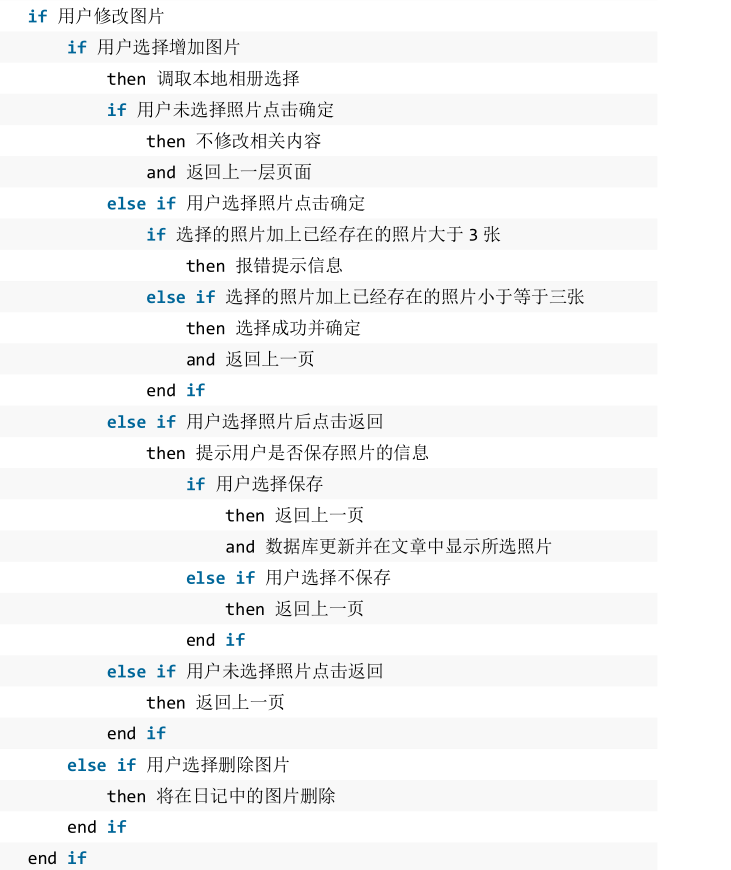 if 用户修改图片
if 用户选择增加图片
then 调取本地相册选择
if 用户未选择照片点击确定
then 不修改相关内容
and 返回上一层页面
else if 用户选择照片点击确定
if 选择的照片加上已经存在的照片大于 3 张
then 报错提示信息
else if 选择的照片加上已经存在的照片小于等于三张
then 选择成功并确定
and 返回上一页
end if
else if 用户选择照片后点击返回
then 提示用户是否保存照片的信息
if 用户选择保存
then 返回上一页
and 数据库更新并在文章中显示所选照片
else if 用户选择不保存
then 返回上一页
end if
else if 用户未选择照片点击返回
then 返回上一页
end if
else if 用户选择删除图片
then 将在日记中的图片删除
end if
end if